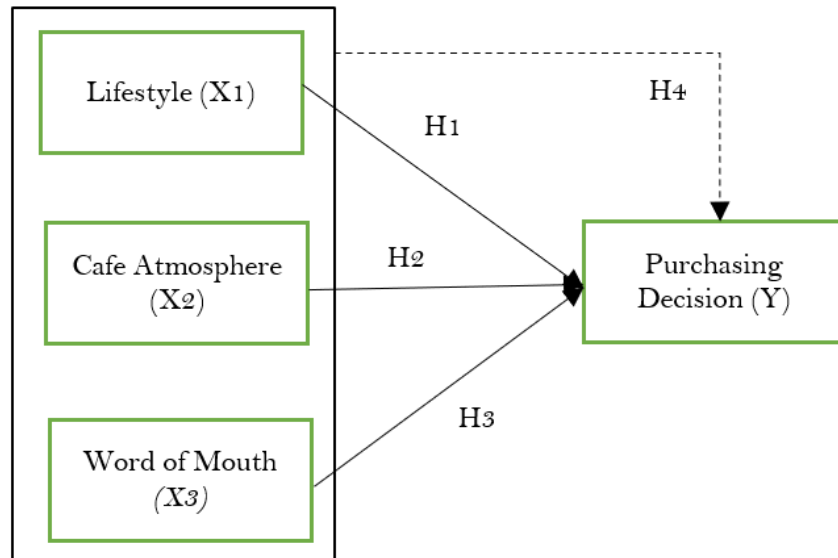 Lifestyle (X1)
H4
H1
Cafe Atmosphere
(X2)
H2
Purchasing
Decision (Y)
H3
Word of Mouth
(X3)